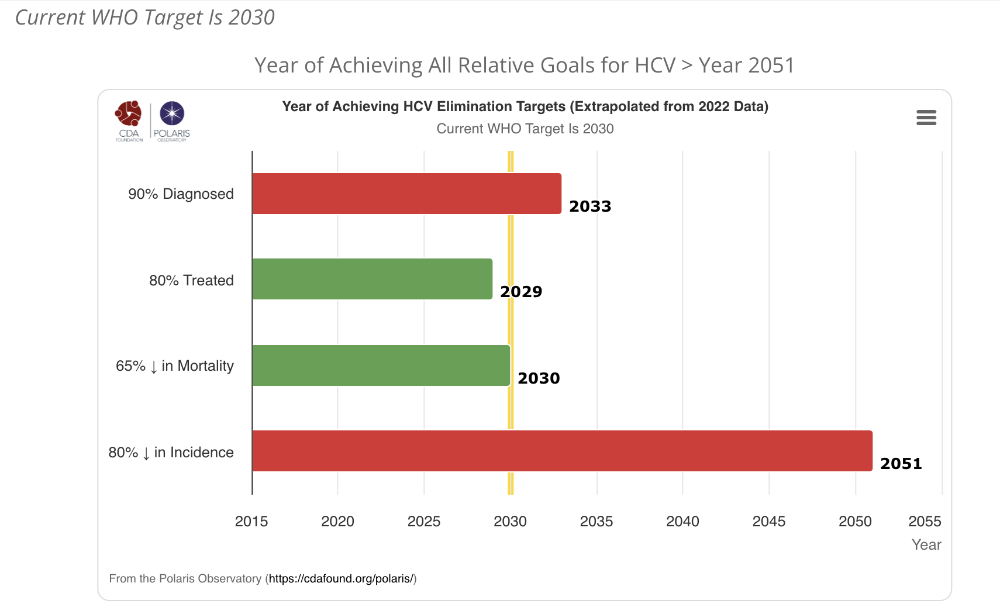 Current WHO Target Is 2030
Year of Achieving All Relative Goals for HCV > Year 2051
CDA
FOUNDATION
POLARIS
OBSERVATORY
Year of Achieving HCV Elimination Targets (Extrapolated from 2022 Data)
Current WHO Target Is 2030
90% Diagnosed
2033
80% Treated
2029
65% ↓ in Mortality
2030
80% ↓ in Incidence
2051
2015 2020 2025 2030 2035 2040 2045 2050 2055
Year
From the Polaris Observatory (https://cdafound.org/polaris/)